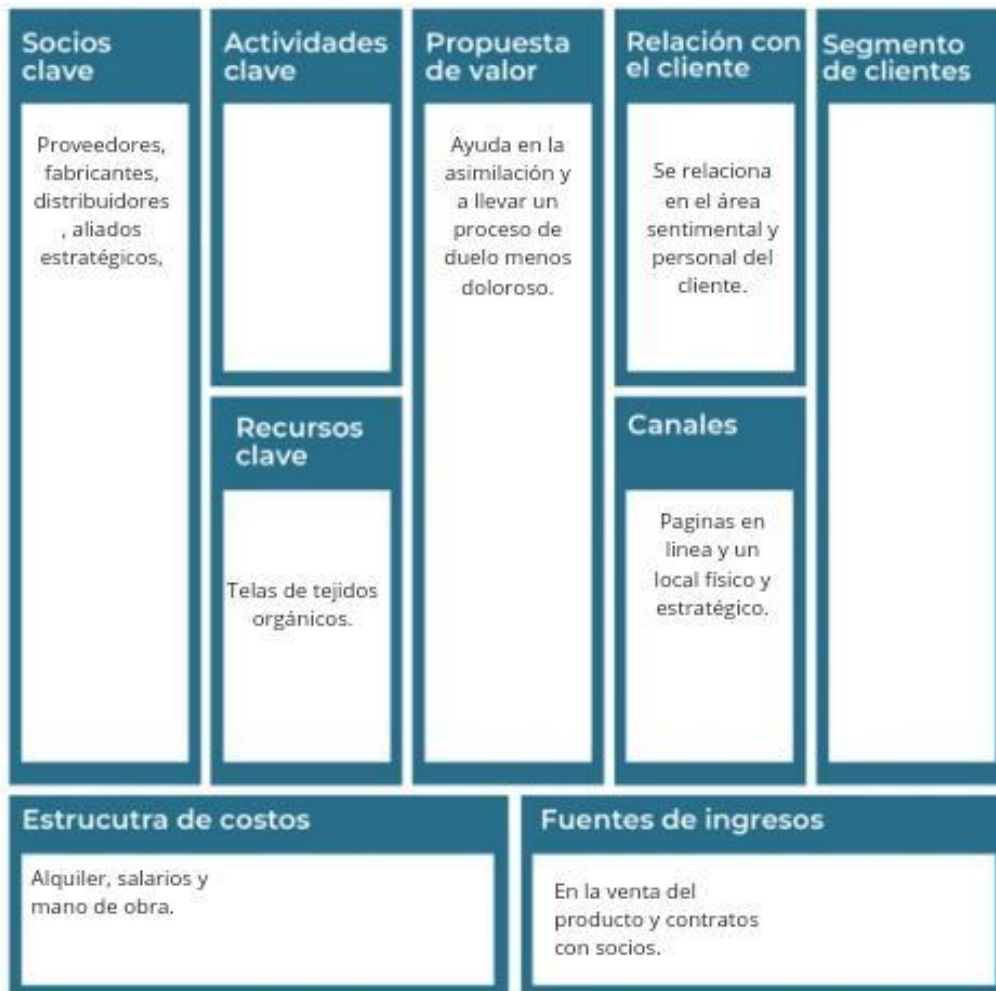 Socios
clave
Proveedores,
fabricantes,
distribuidores
, aliados
estratégicos,
Actividades
clave
Recursos
clave
Telas de tejidos
orgánicos.
Propuesta
de valor
Ayuda en la
asimilación y
a llevar un
proceso de
duelo menos
doloroso.
Relación con
el cliente
Se relaciona
en el área
sentimental y
personal del
cliente.
Canales
Paginas en
linea y un
local físico y
estratégico.
Segmento
de clientes
Estrucutra de costos
Alquiler, salarios y
mano de obra.
Fuentes de ingresos
En la venta del
producto y contratos
con socios.